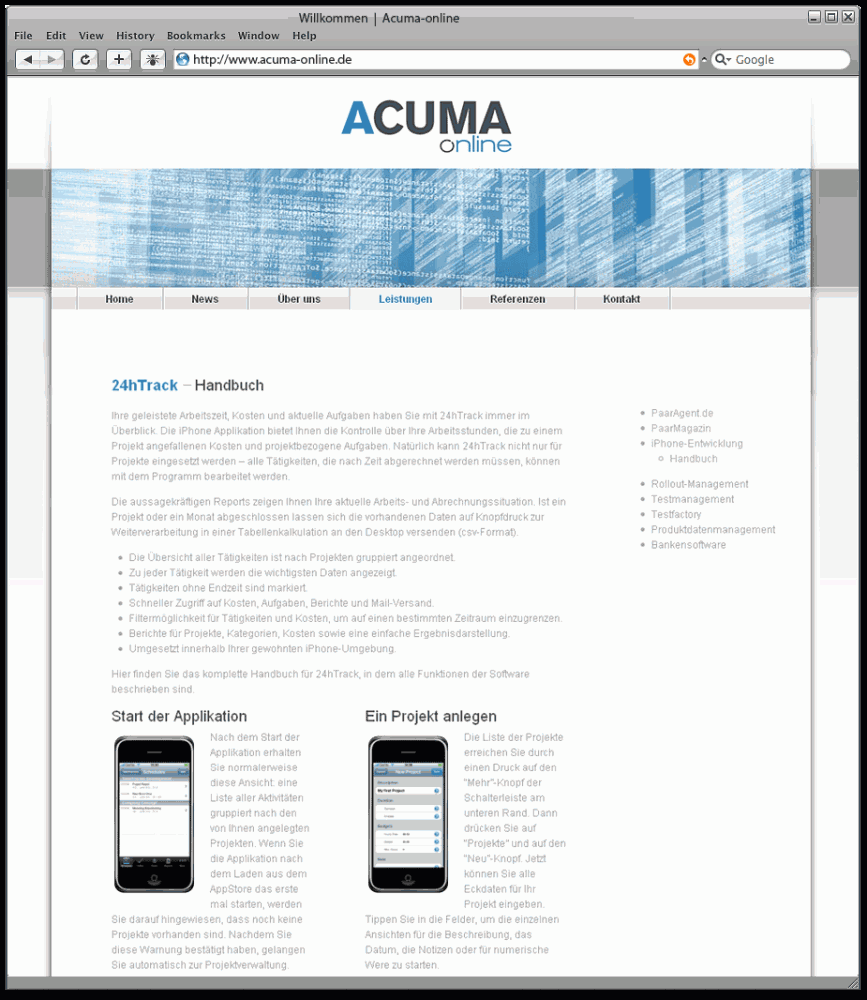 Willkommen | Acuma-online
File Edit View History Bookmarks Window Help
http://www.acuma-online.de
Google
ACUMA
online
Home News Über uns Leistungen Referenzen Kontakt
24hTrack – Handbuch
Ihre geleistete Arbeitszeit, Kosten und aktuelle Aufgaben haben Sie mit 24hTrack immer im
Überblick. Die iPhone Applikation bietet Ihnen die Kontrolle über Ihre Arbeitsstunden, die zu einem
Projekt angefallenen Kosten und projektbezogene Aufgaben. Natürlich kann 24hTrack nicht nur für
Projekte eingesetzt werden – alle Tätigkeiten, die nach Zeit abgerechnet werden müssen, können
mit dem Programm bearbeitet werden.
Die aussagekräftigen Reports zeigen Ihnen Ihre aktuelle Arbeits- und Abrechnungssituation. Ist ein
Projekt oder ein Monat abgeschlossen lassen sich die vorhandenen Daten auf Knopfdruck zur
Weiterverarbeitung in einer Tabellenkalkulation an den Desktop versenden (csv-Format).
• Die Übersicht aller Tätigkeiten ist nach Projekten gruppiert angeordnet.
• Zu jeder Tätigkeit werden die wichtigsten Daten angezeigt.
• Tätigkeiten ohne Endzeit sind markiert.
• Schneller Zugriff auf Kosten, Aufgaben, Berichte und Mail-Versand.
• Filtermöglichkeit für Tätigkeiten und Kosten, um auf einen bestimmten Zeitraum einzugrenzen.
• Berichte für Projekte, Kategorien, Kosten sowie eine einfache Ergebnisdarstellung.
• Umgesetzt innerhalb Ihrer gewohnten iPhone-Umgebung.
Hier finden Sie das komplette Handbuch für 24hTrack, in dem alle Funktionen der Software
beschrieben sind.
Start der Applikation
Nach dem Start der
Applikation erhalten
Sie normalerweise
diese Ansicht: eine
Liste aller Aktivitäten
gruppiert nach den
von Ihnen angelegten
Projekten. Wenn Sie
die Applikation nach
dem Laden aus dem
AppStore das erste
mal starten, werden
Sie darauf hingewiesen, dass noch keine
Projekte vorhanden sind. Nachdem Sie
diese Warnung bestätigt haben, gelangen
Sie automatisch zur Projektverwaltung.
Ein Projekt anlegen
New Project
My First Project
Die Liste der Projekte
erreichen Sie durch
einen Druck auf den
"Mehr"-Knopf der
Schalterleiste am
unteren Rand. Dann
drücken Sie auf
"Projekte" und auf den
"Neu"-Knopf. Jetzt
können Sie alle
Eckdaten für Ihr
Projekt eingeben.
Tippen Sie in die Felder, um die einzelnen
Ansichten für die Beschreibung, das
Datum, die Notizen oder für numerische
Were zu starten.
• PaarAgent.de
• PaarMagazin
• iPhone-Entwicklung
○ Handbuch
• Rollout-Management
• Testmanagement
• Testfactory
• Produktdatenmanagement
• Bankensoftware